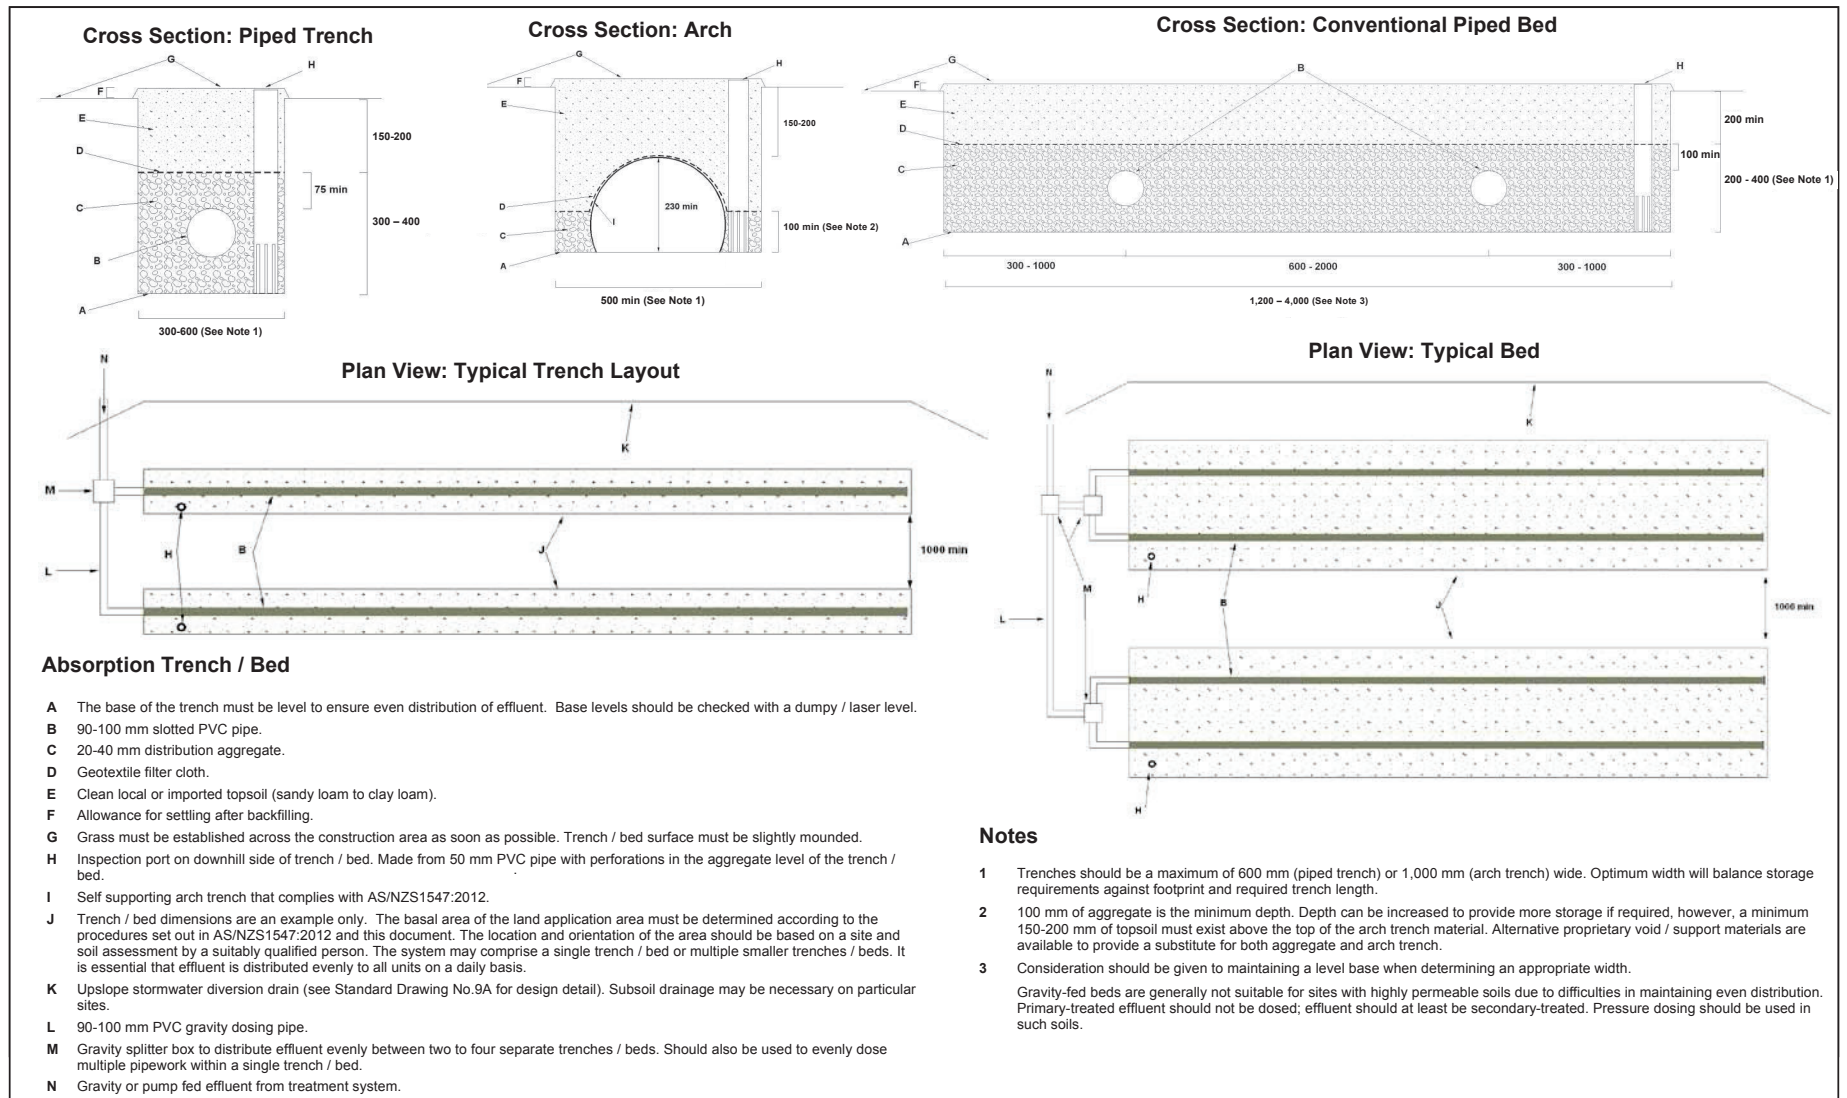 Cross Section: Piped Trench
G
H
F
E
150-200
D
75 min
C
300 – 400
B
A
300-600 (See Note 1)
Cross Section: Arch
G
H
F
E
150-200
D
230 min
I
C
100 min (See Note 2)
A
500 min (See Note 1)
Cross Section: Conventional Piped Bed
G
B
H
F
E
200 min
D
100 min
C
200 - 400 (See Note 1)
A
300 - 1000
600 - 2000
300 - 1000
1,200 – 4,000 (See Note 3)
Plan View: Typical Trench Layout
N
K
M
H
B
J
1000 min
L
Plan View: Typical Bed
N
K
M
H
B
J
1000 min
L
H
Absorption Trench / Bed
A The base of the trench must be level to ensure even distribution of effluent. Base levels should be checked with a dumpy / laser level.
B 90-100 mm slotted PVC pipe.
C 20-40 mm distribution aggregate.
D Geotextile filter cloth.
E Clean local or imported topsoil (sandy loam to clay loam).
F Allowance for settling after backfilling.
G Grass must be established across the construction area as soon as possible. Trench / bed surface must be slightly mounded.
H Inspection port on downhill side of trench / bed. Made from 50 mm PVC pipe with perforations in the aggregate level of the trench /
bed.
I Self supporting arch trench that complies with AS/NZS1547:2012.
J Trench / bed dimensions are an example only. The basal area of the land application area must be determined according to the
procedures set out in AS/NZS1547:2012 and this document. The location and orientation of the area should be based on a site and
soil assessment by a suitably qualified person. The system may comprise a single trench / bed or multiple smaller trenches / beds. It
is essential that effluent is distributed evenly to all units on a daily basis.
K Upslope stormwater diversion drain (see Standard Drawing No.9A for design detail). Subsoil drainage may be necessary on particular
sites.
L 90-100 mm PVC gravity dosing pipe.
M Gravity splitter box to distribute effluent evenly between two to four separate trenches / beds. Should also be used to evenly dose
multiple pipework within a single trench / bed.
N Gravity or pump fed effluent from treatment system.
Notes
1 Trenches should be a maximum of 600 mm (piped trench) or 1,000 mm (arch trench) wide. Optimum width will balance storage
requirements against footprint and required trench length.
2 100 mm of aggregate is the minimum depth. Depth can be increased to provide more storage if required, however, a minimum
150-200 mm of topsoil must exist above the top of the arch trench material. Alternative proprietary void / support materials are
available to provide a substitute for both aggregate and arch trench.
3 Consideration should be given to maintaining a level base when determining an appropriate width.
Gravity-fed beds are generally not suitable for sites with highly permeable soils due to difficulties in maintaining even distribution.
Primary-treated effluent should not be dosed; effluent should at least be secondary-treated. Pressure dosing should be used in
such soils.